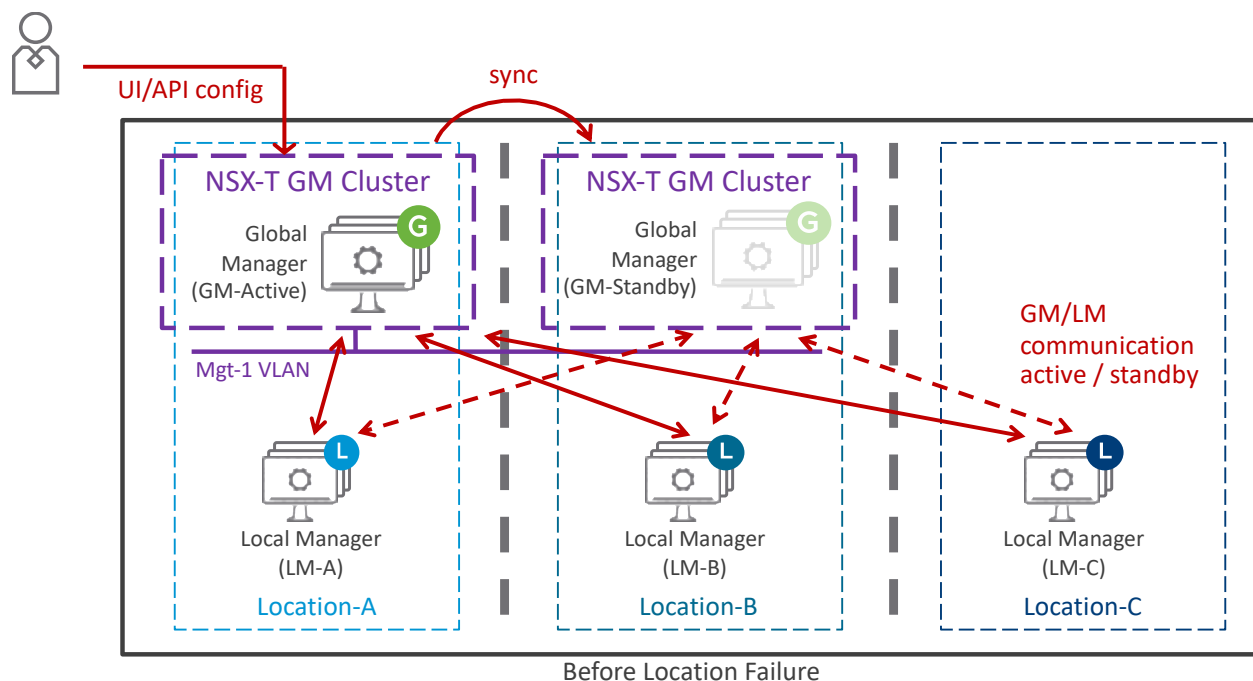 sync
UI/API config
NSX-T GM Cluster
Global
Manager
(GM-Active)
G
NSX-T GM Cluster
Global
Manager
(GM-Standby)
G
GM/LM
communication
active / standby
Mgt-1 VLAN
L
Local Manager
(LM-A)
Location-A
L
Local Manager
(LM-B)
Location-B
L
Local Manager
(LM-C)
Location-C
Before Location Failure